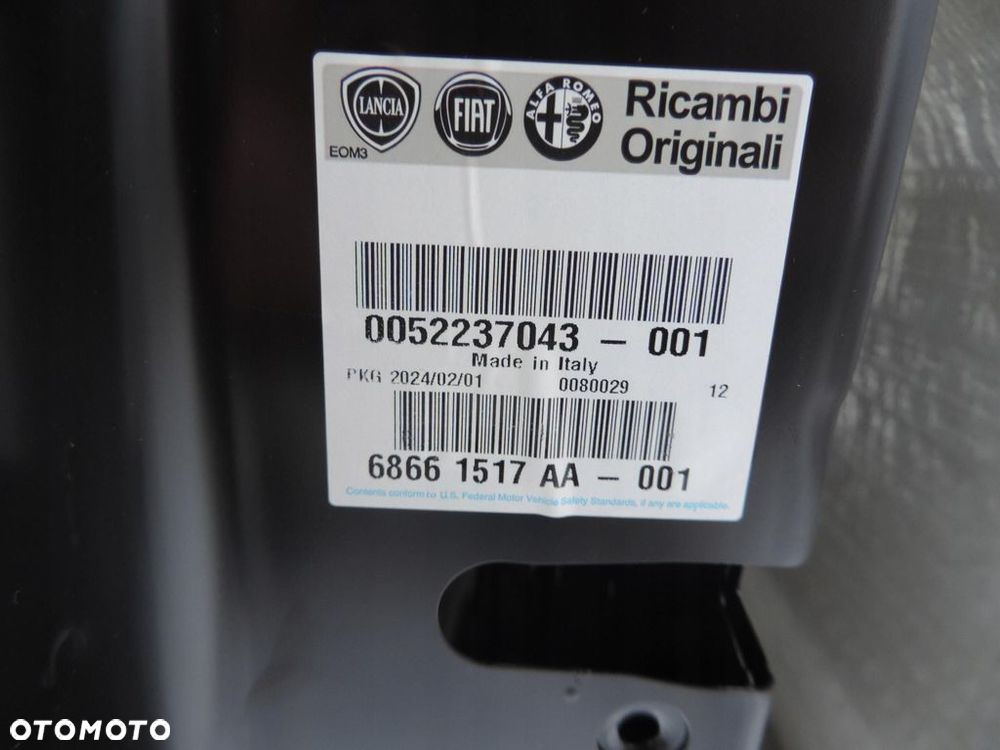 LANCIA
FIAT
ALFA ROMEO
Ricambi
Originali
EOM3
0052237043 - 001
Made in Italy
PKG 2024/02/01 0080029 12
6866 1517 AA - 001
Contents conform to U.S. Federal Motor Vehicle Safety Standards, if any are applicable.
OTOMOTO